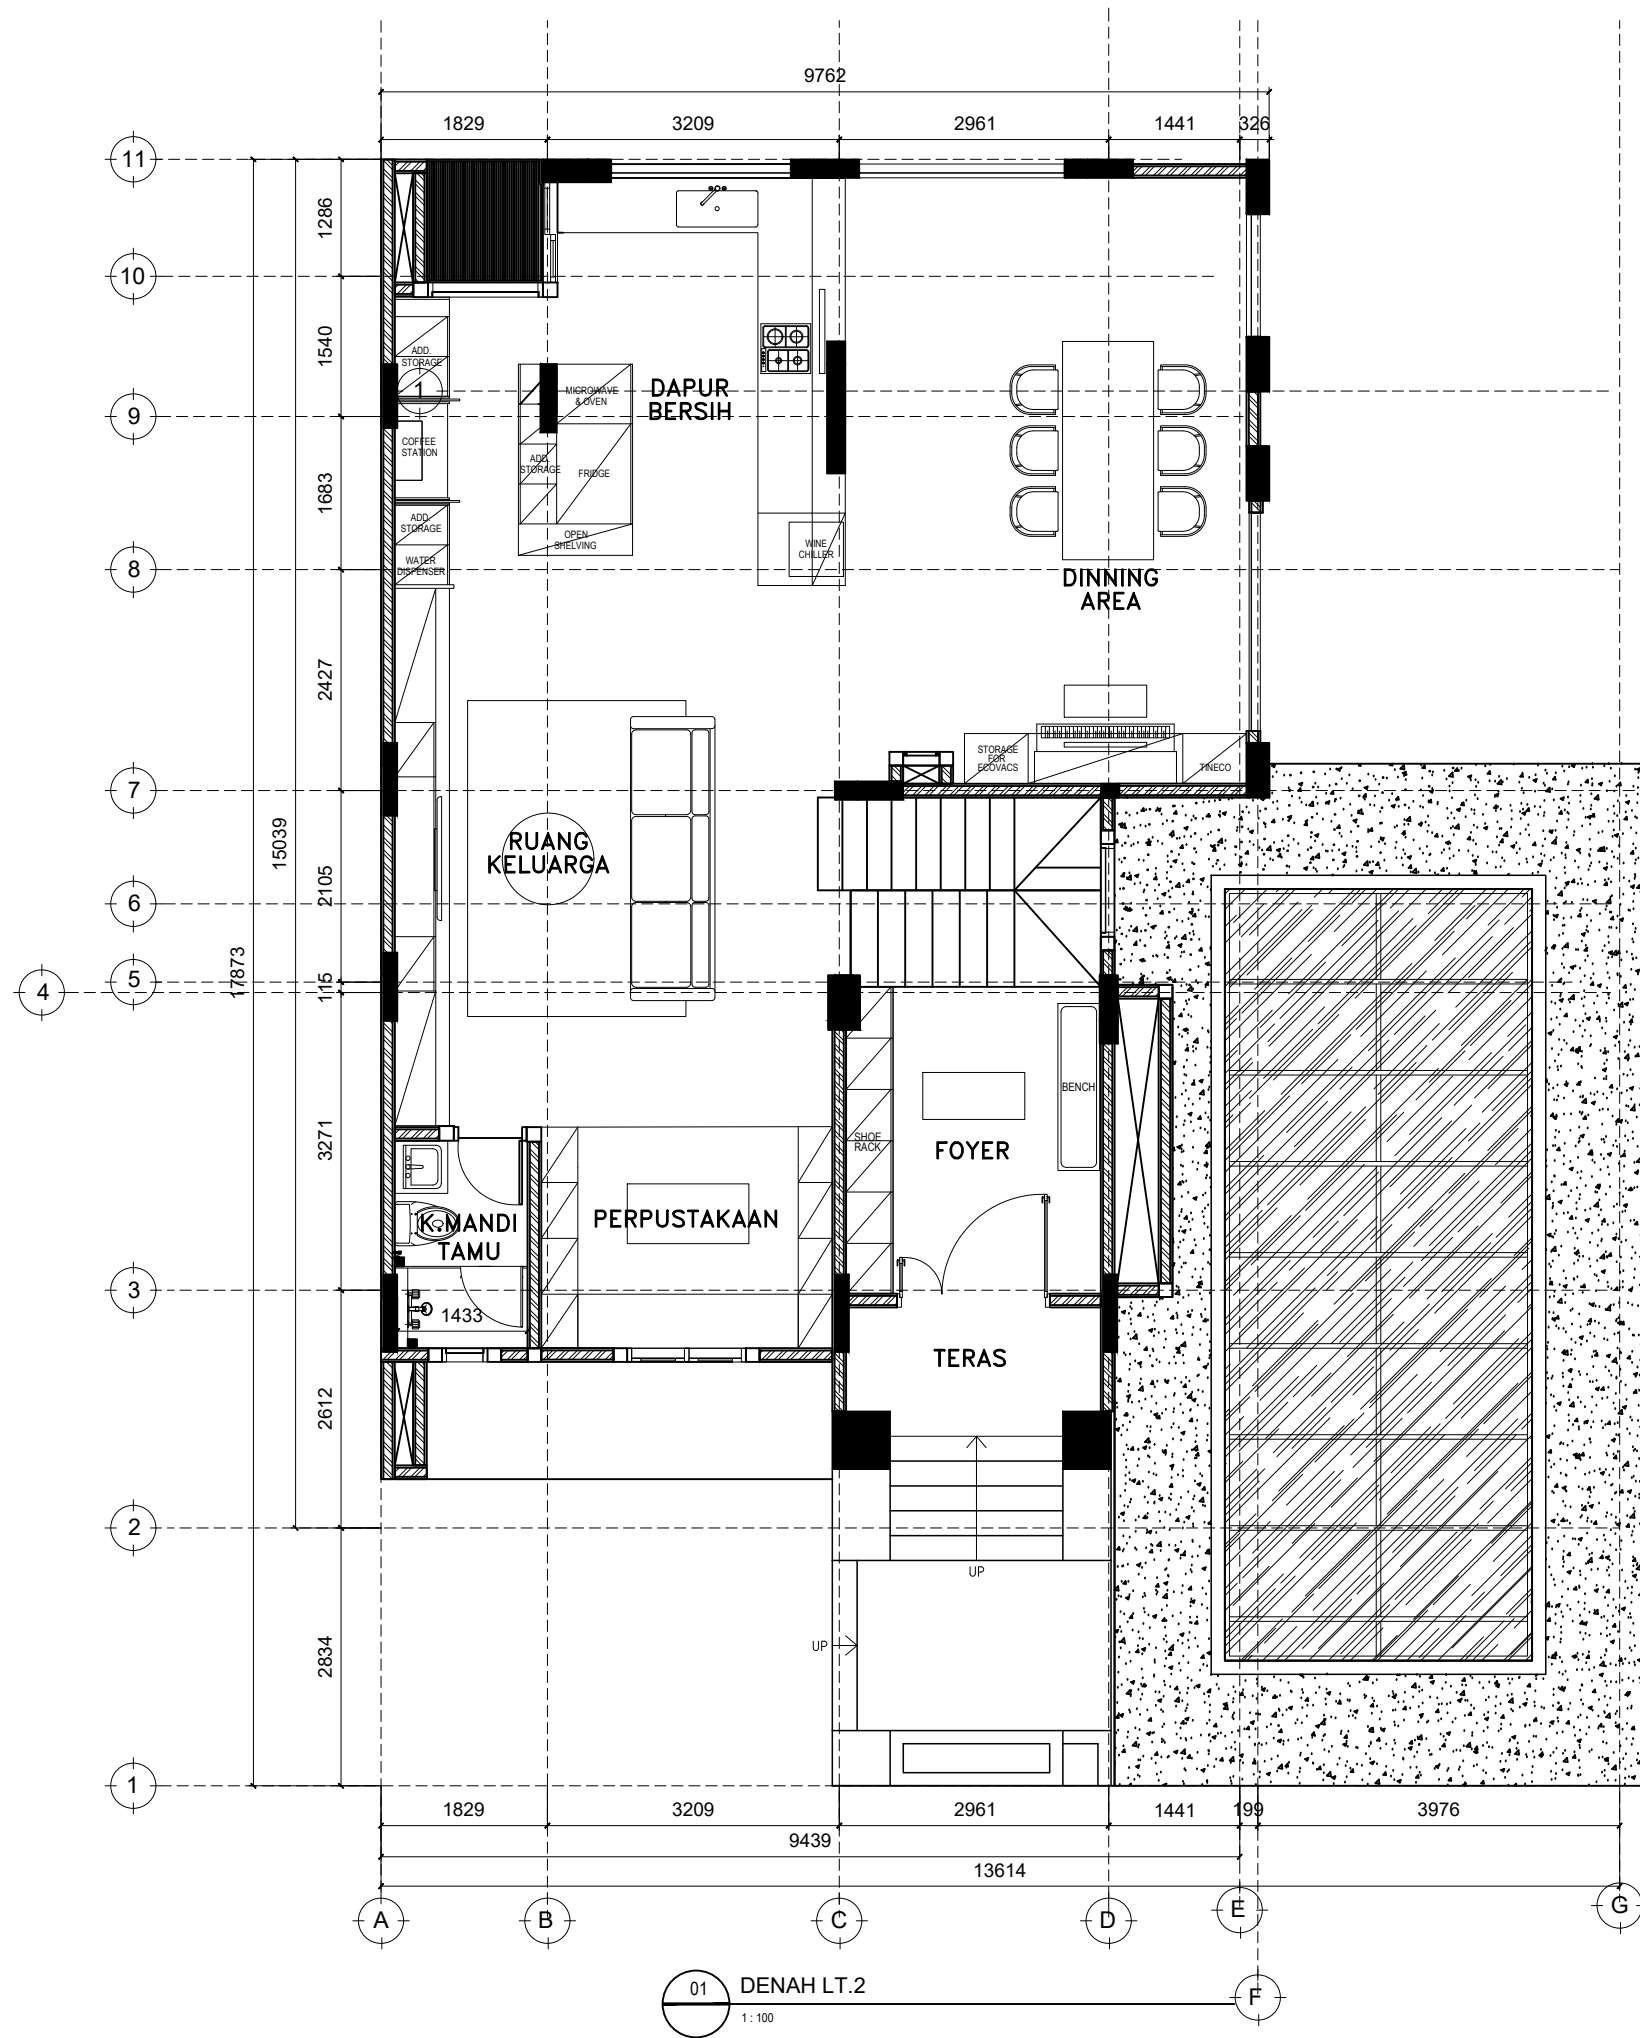 9762
1829
3209
2961
1441
326
11
1286
10
1540
ADD.
STORAGE
1
MICROWAVE
& OVEN
DAPUR
BERSIH
9
COFFEE
STATION
ADD.
STORAGE
FRIDGE
1683
ADD.
STORAGE
OPEN
SHELVING
WINE
CHILLER
WATER
DISPENSER
8
DINNING
AREA
2427
STORAGE
FOR
ECOVACS
TINECO
7
15039
RUANG
KELUARGA
2105
6
17873
5
1115
4
BENCH
3271
SHOE
RACK
FOYER
K.MANDI
TAMU
PERPUSTAKAAN
3
1433
TERAS
2612
2
UP
UP
2834
1
1829
3209
2961
1441
199
3976
9439
13614
A
B
C
D
E
G
01
DENAH LT.2
1 : 100
F